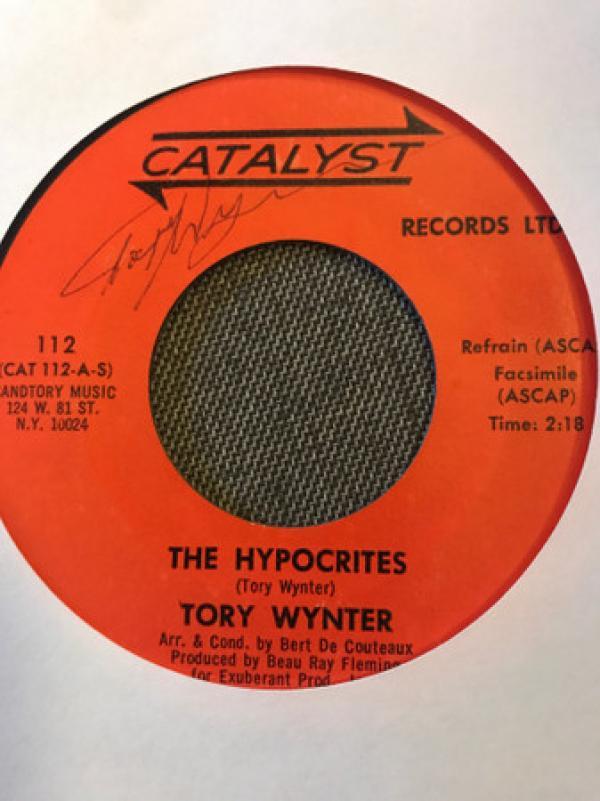 CATALYST
RECORDS LTD
Tory Wynter
112
(CAT 112-A-S)
ANDTORY MUSIC
124 W. 81 ST.
N.Y. 10024
Refrain (ASCA
Facsimile
(ASCAP)
Time: 2:18
THE HYPOCRITES
(Tory Wynter)
TORY WYNTER
Arr. & Cond. by Bert De Couteaux
Produced by Beau Ray Fleming
for Exuberant Prod.